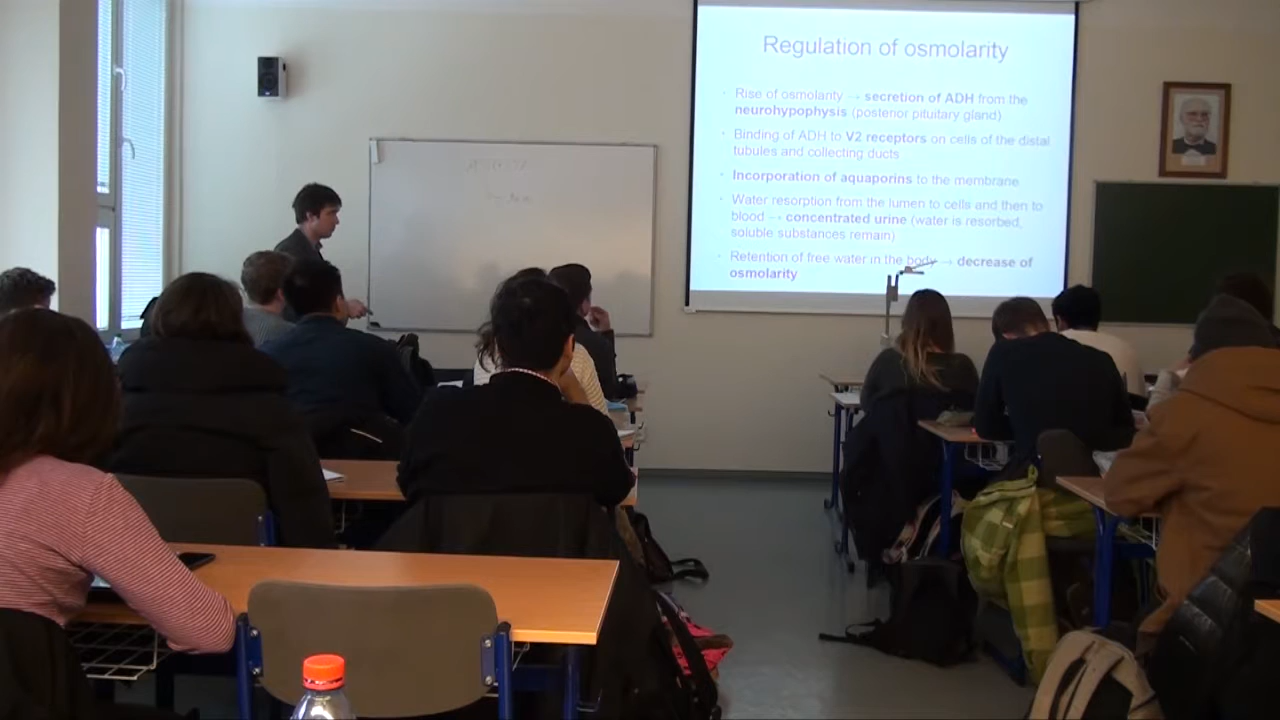 Regulation of osmolarity
Rise of osmolarity → secretion of ADH from the
neurohypophysis (posterior pituitary gland)
Binding of ADH to V2 receptors on cells of the distal
tubules and collecting ducts
Incorporation of aquaporins to the membrane
Water resorption from the lumen to cells and then to
blood → concentrated urine (water is resorbed,
soluble substances remain)
Retention of free water in the body → decrease of
osmolarity